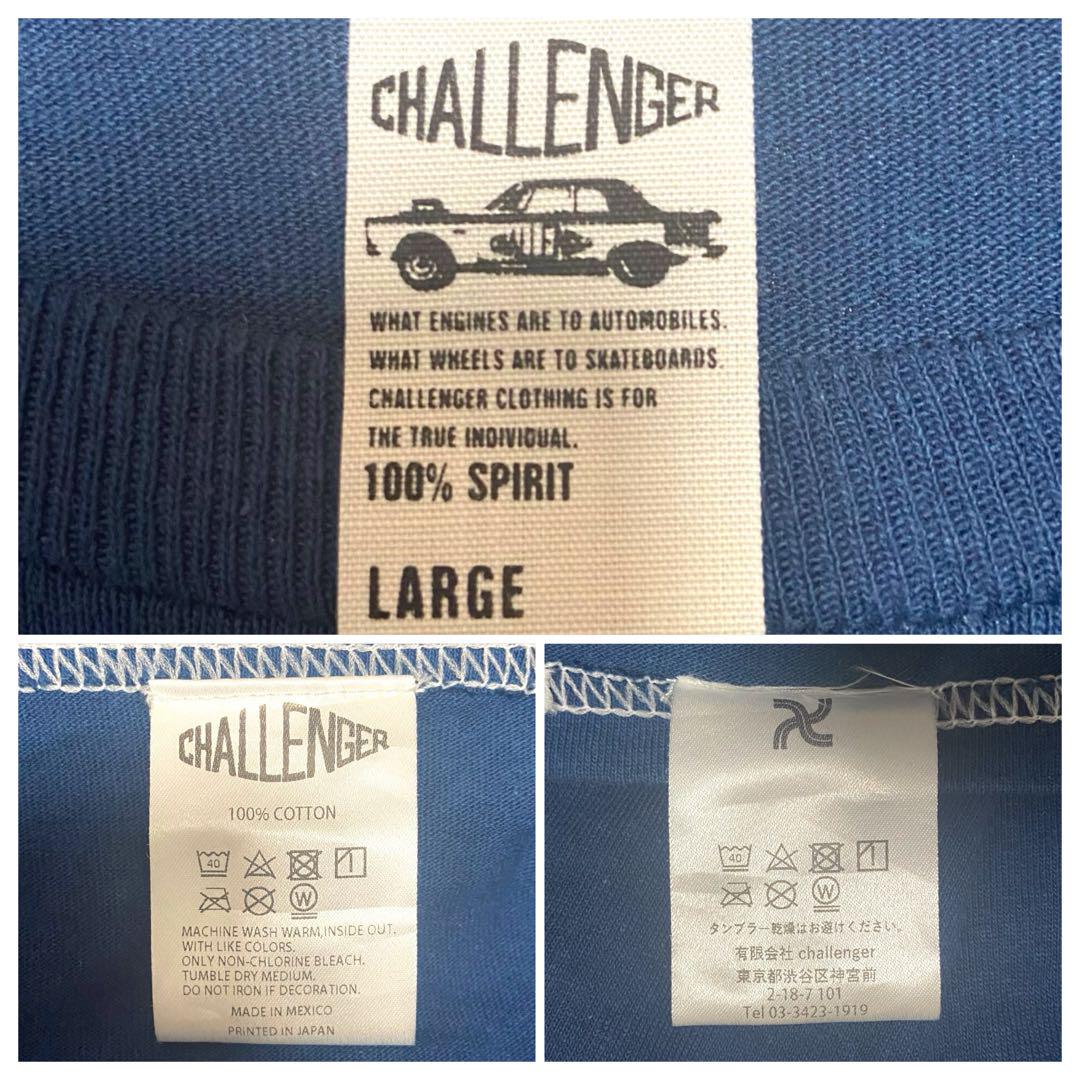 CHALLENGER
WHAT ENGINES ARE TO AUTOMOBILES.
WHAT WHEELS ARE TO SKATEBOARDS.
CHALLENGER CLOTHING IS FOR
THE TRUE INDIVIDUAL.
100% SPIRIT
LARGE
CHALLENGER
100% COTTON
40
W
MACHINE WASH WARM,INSIDE OUT,
WITH LIKE COLORS.
ONLY NON-CHLORINE BLEACH.
TUMBLE DRY MEDIUM.
DO NOT IRON IF DECORATION.
MADE IN MEXICO
PRINTED IN JAPAN
40
W
タンブラー乾燥はお避けください。
有限会社 challenger
東京都渋谷区神宮前
2-18-7 101
Tel 03-3423-1919